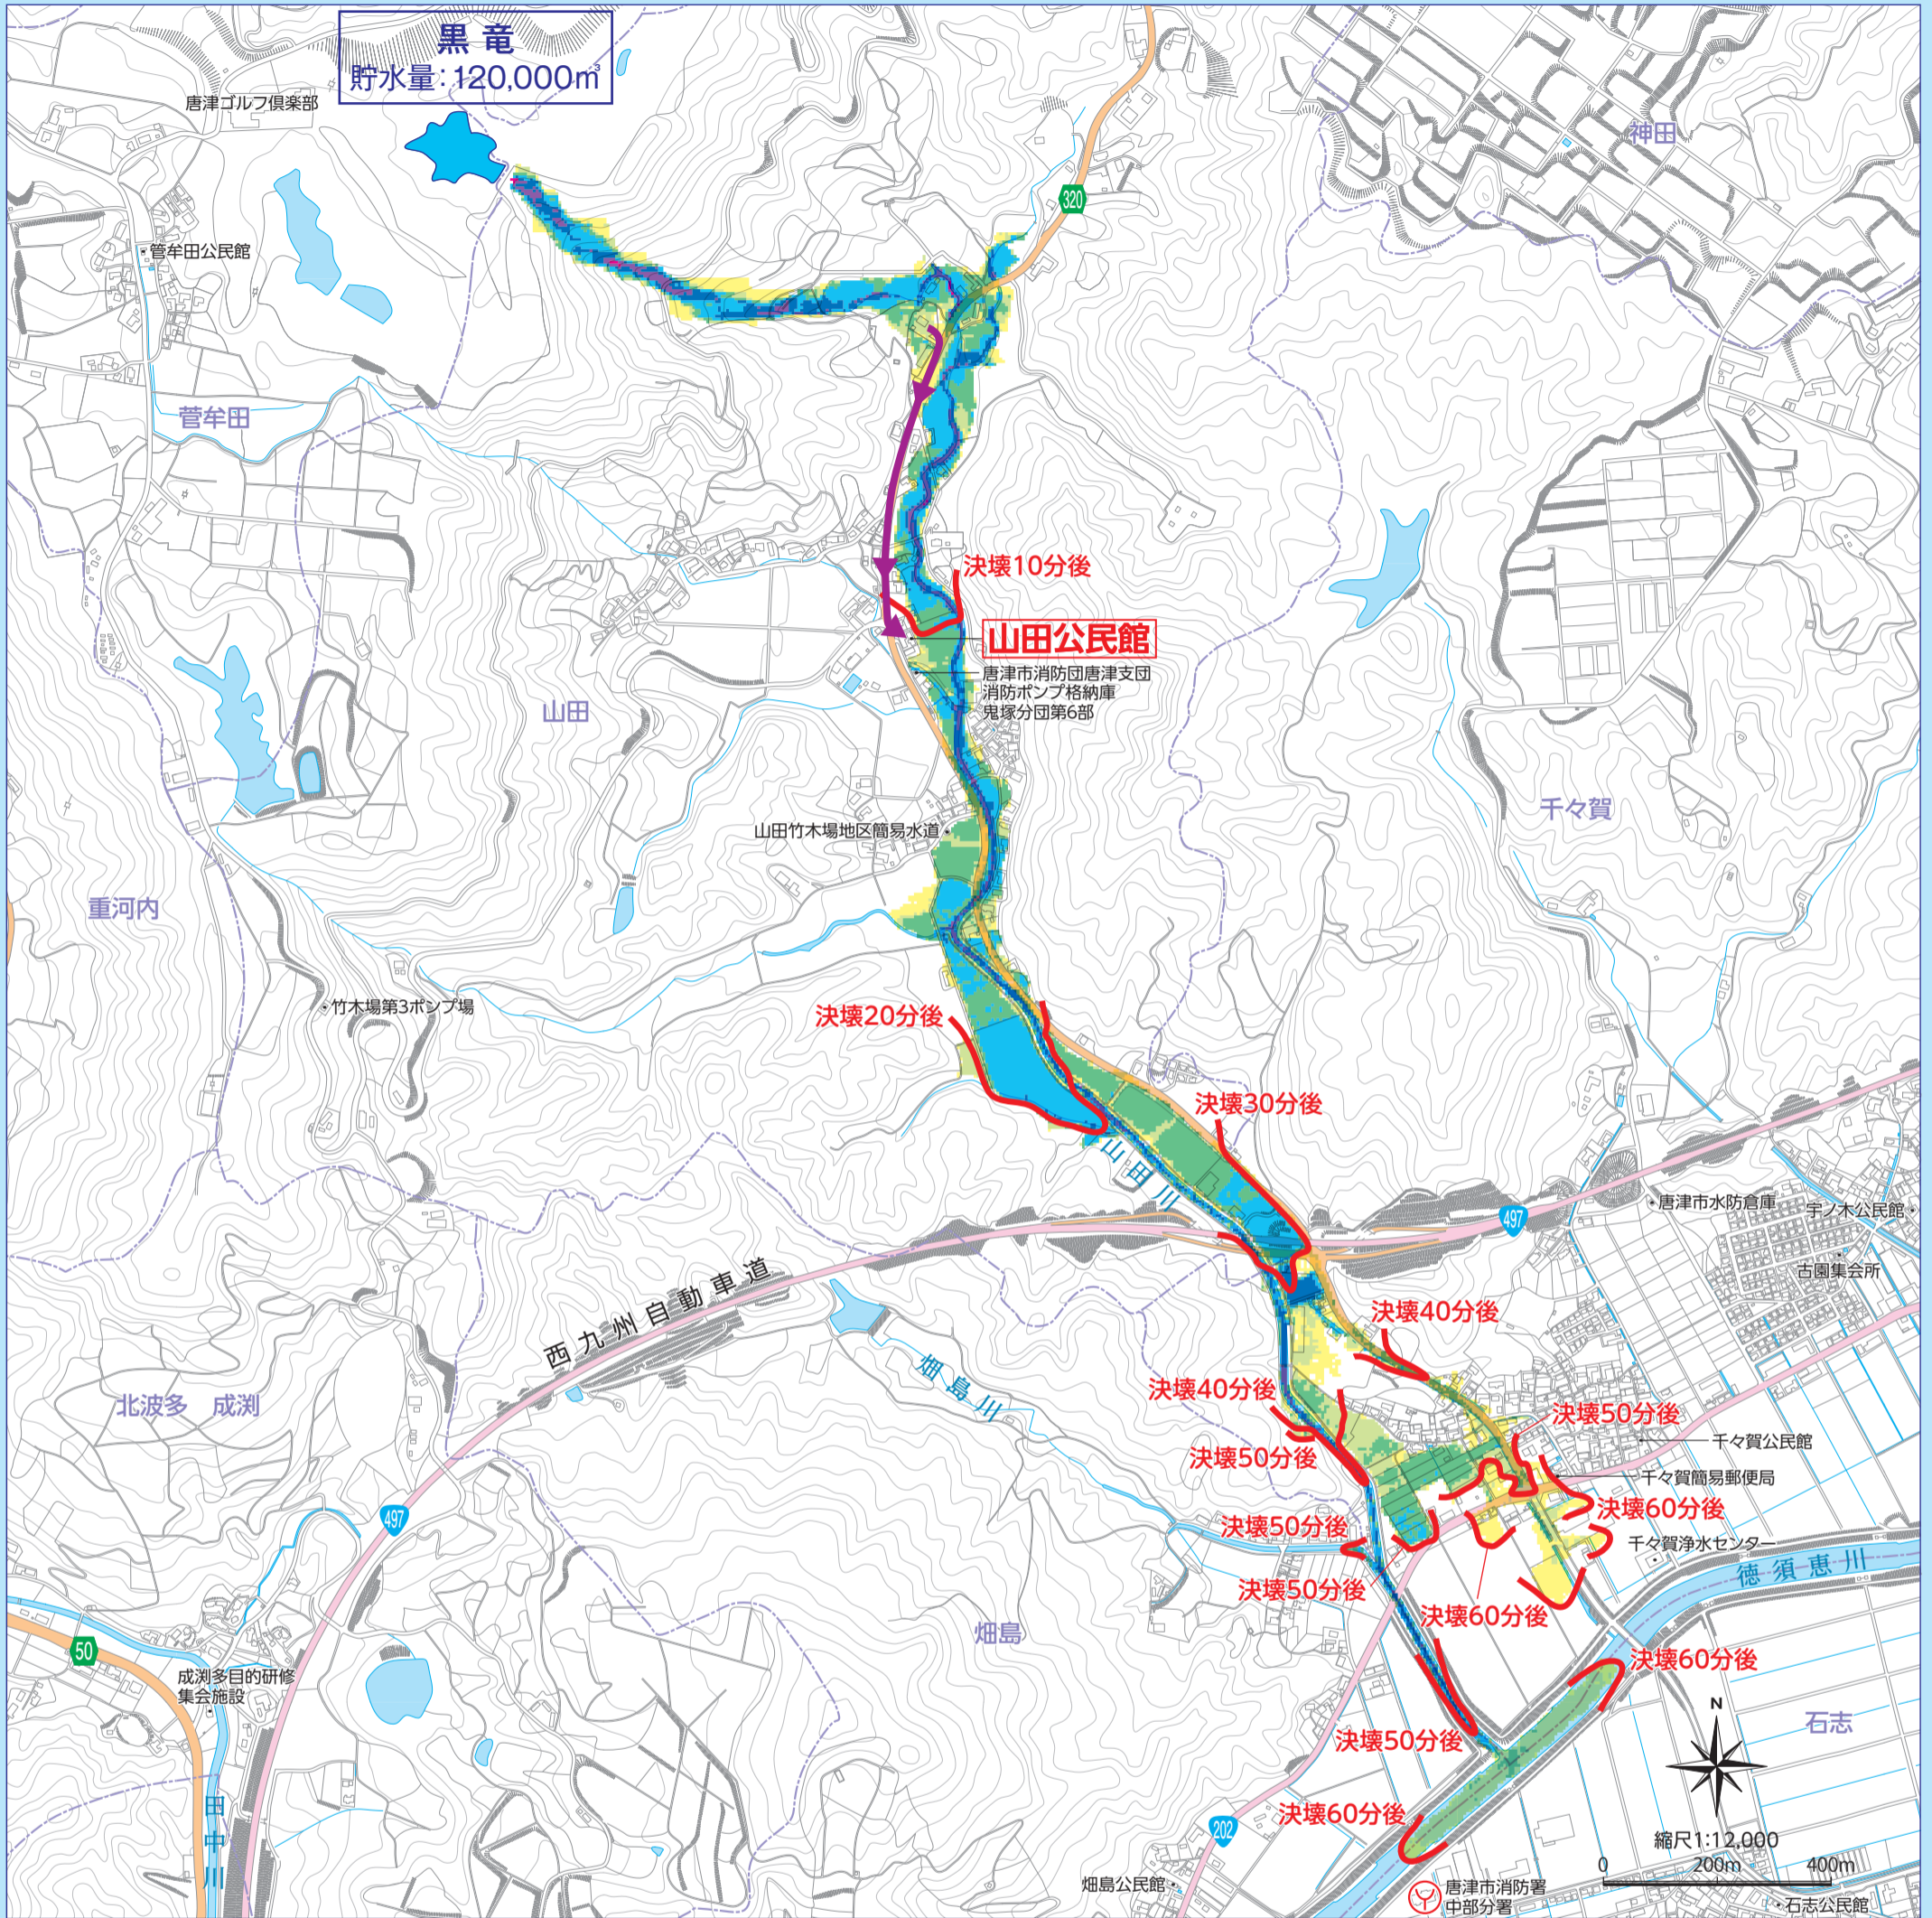 黒竜
貯水量：120,000㎥
唐津ゴルフ倶楽部
神田
320
管牟田公民館
菅牟田
決壊10分後
山田公民館
唐津市消防団唐津支団
消防ポンプ格納庫
鬼塚分団第6部
山田
山田竹木場地区簡易水道
千々賀
重河内
竹木場第3ポンプ場
決壊20分後
決壊30分後
山田川
唐津市水防倉庫
宇ノ木公民館
497
古園集会所
西九州自動車道
決壊40分後
畑島川
決壊40分後
北波多 成渕
決壊50分後
千々賀公民館
決壊50分後
千々賀簡易郵便局
497
決壊60分後
決壊50分後
千々賀浄水センター
徳須恵川
決壊50分後
決壊60分後
畑島
50
成渕多目的研修
集会施設
決壊60分後
N
石志
決壊50分後
田中川
決壊60分後
202
縮尺1:12,000
0 200m 400m
畑島公民館
唐津市消防署
中部分署
石志公民館